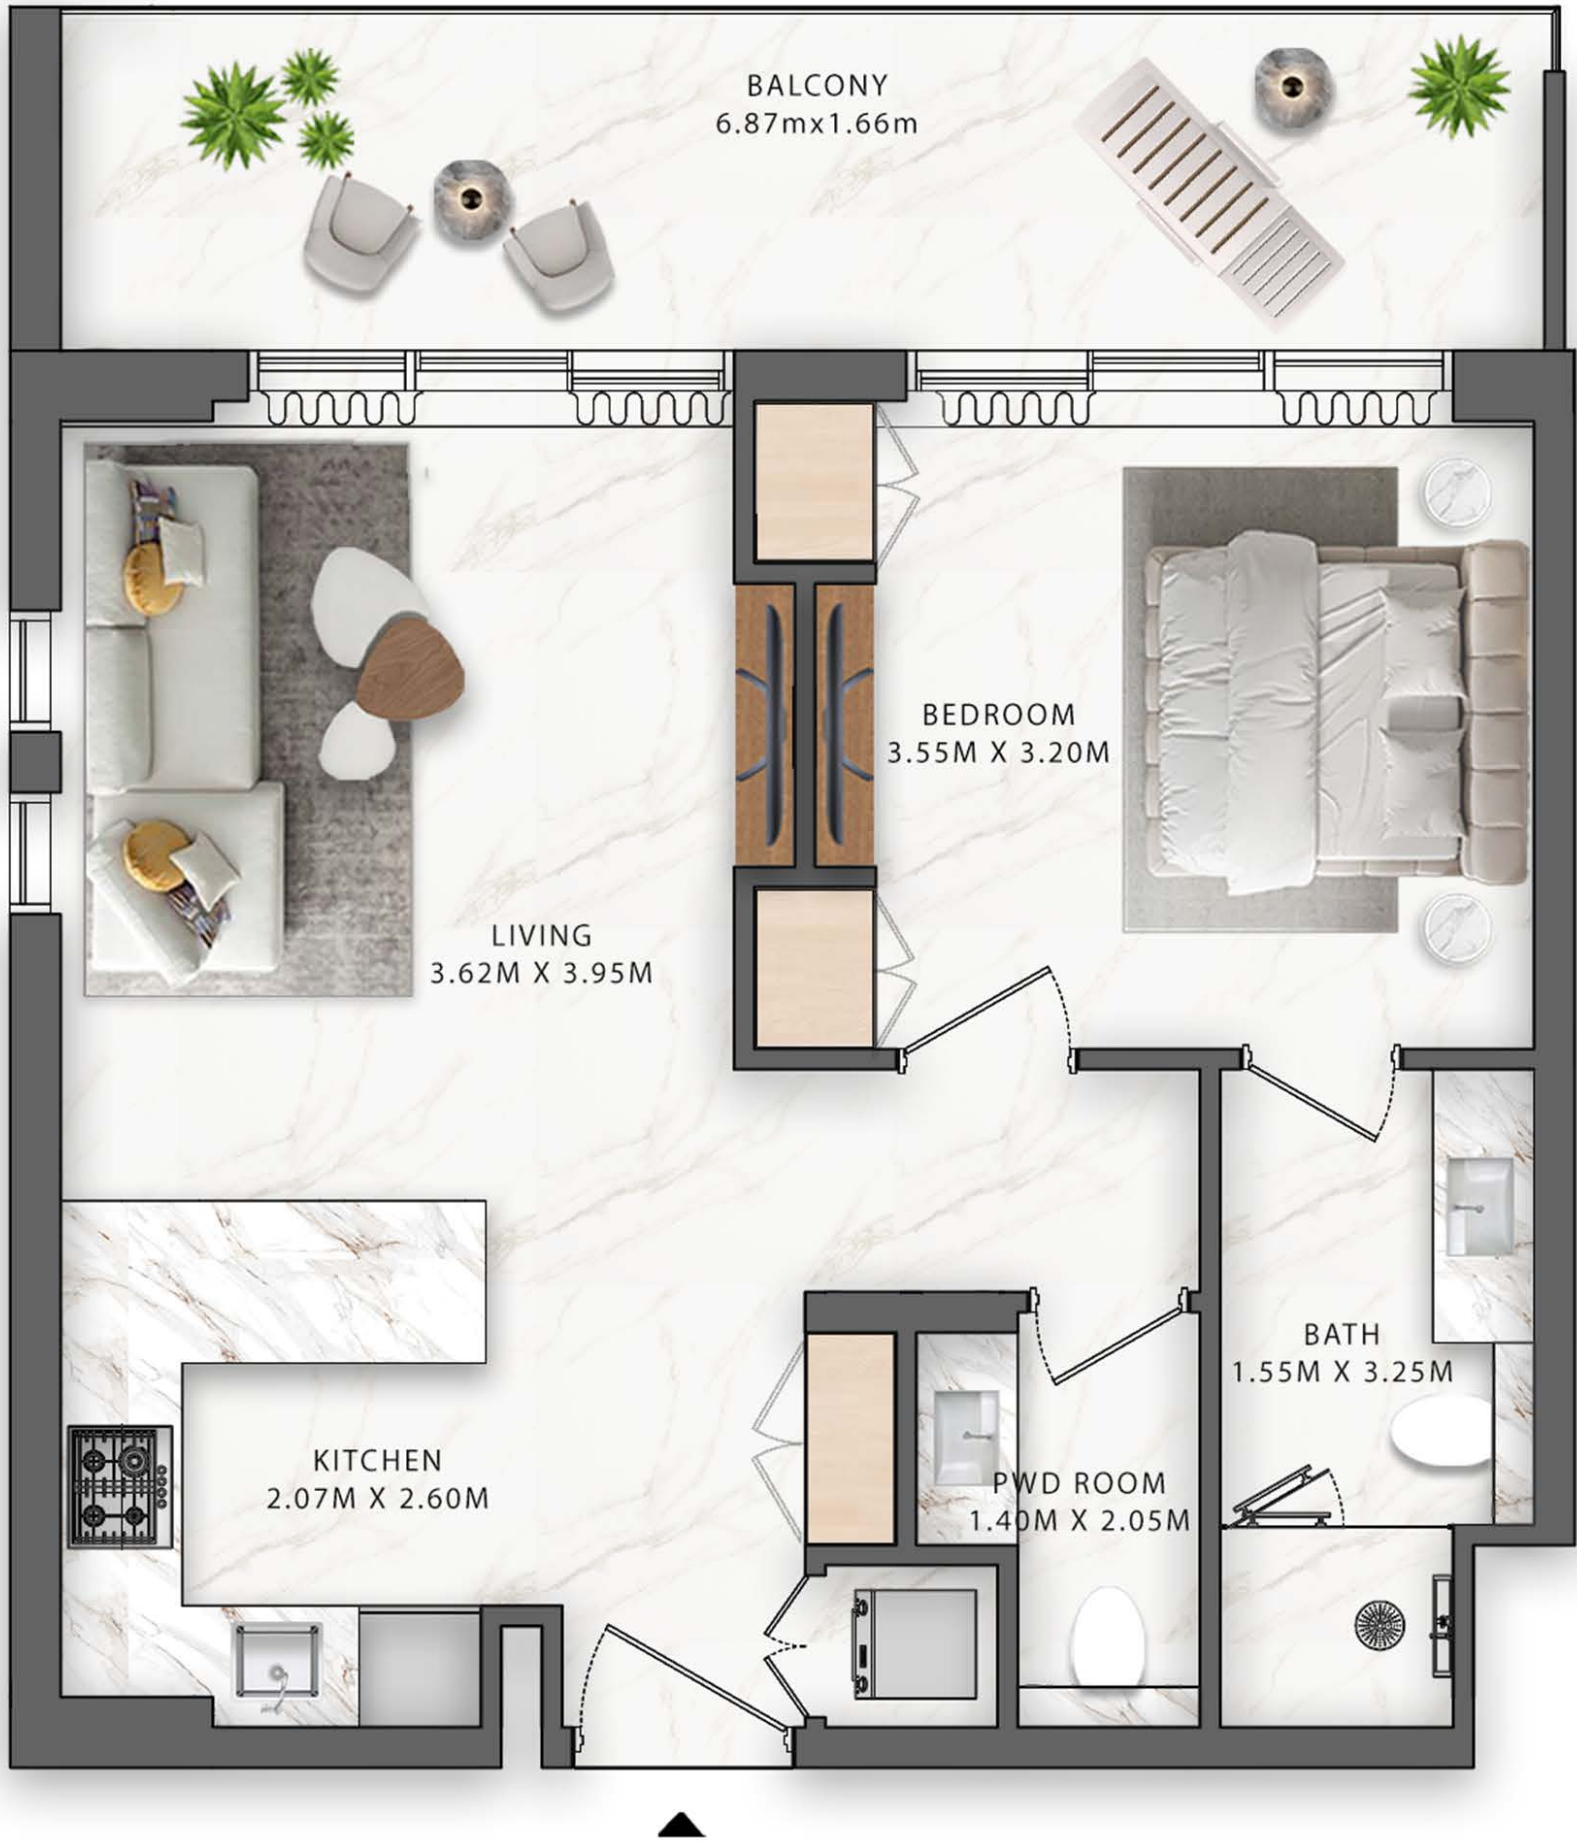 BALCONY
6.87mx1.66m
BEDROOM
3.55M X 3.20M
LIVING
3.62M X 3.95M
BATH
1.55M X 3.25M
KITCHEN
2.07M X 2.60M
PWD ROOM
1.40M X 2.05M